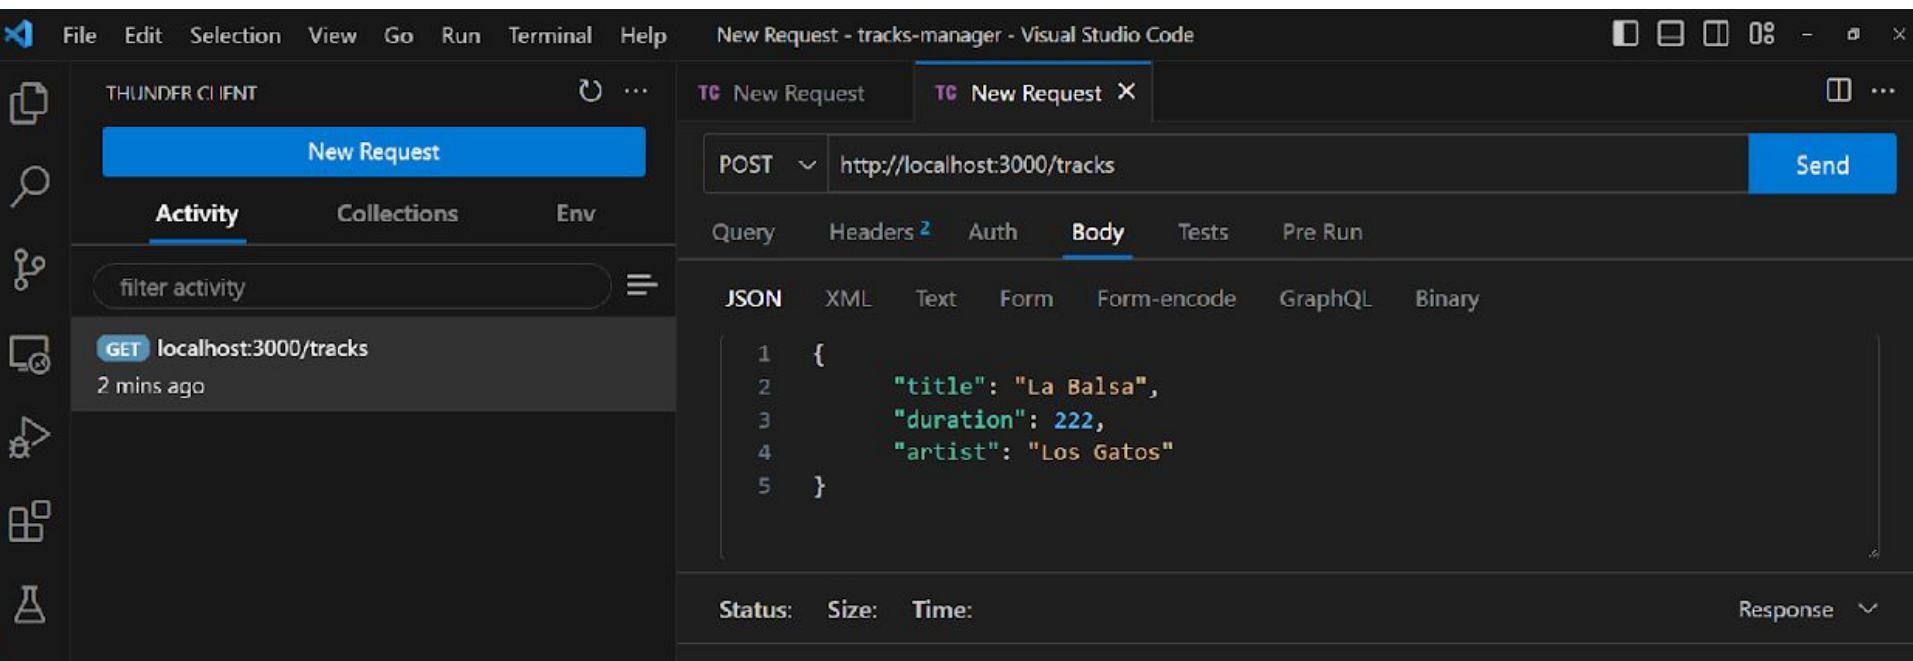 File Edit Selection View Go Run Terminal Help New Request - tracks-manager - Visual Studio Code
THUNDER CLIENT
New Request
Activity Collections Env
filter activity
GET localhost:3000/tracks
2 mins ago
TC New Request TC New Request
POST http://localhost:3000/tracks Send
Query Headers 2 Auth Body Tests Pre Run
JSON XML Text Form Form-encode GraphQL Binary
1 {
2 "title": "La Balsa",
3 "duration": 222,
4 "artist": "Los Gatos"
5 }
Status: Size: Time: Response